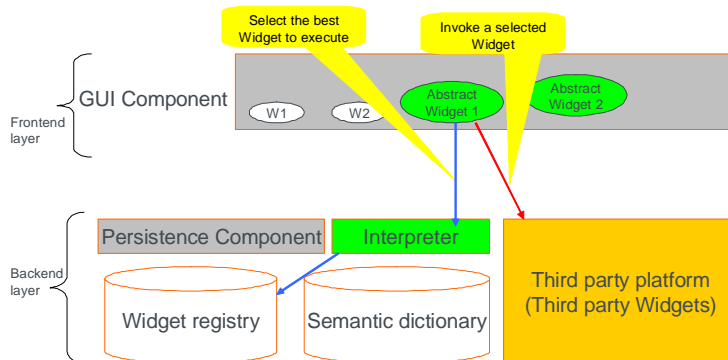 Select the best
Widget to execute
Invoke a selected
Widget
GUI Component
Frontend
layer
W1
W2
Abstract
Widget 1
Abstract
Widget 2
Persistence Component
Interpreter
Backend
layer
Widget registry
Semantic dictionary
Third party platform
(Third party Widgets)